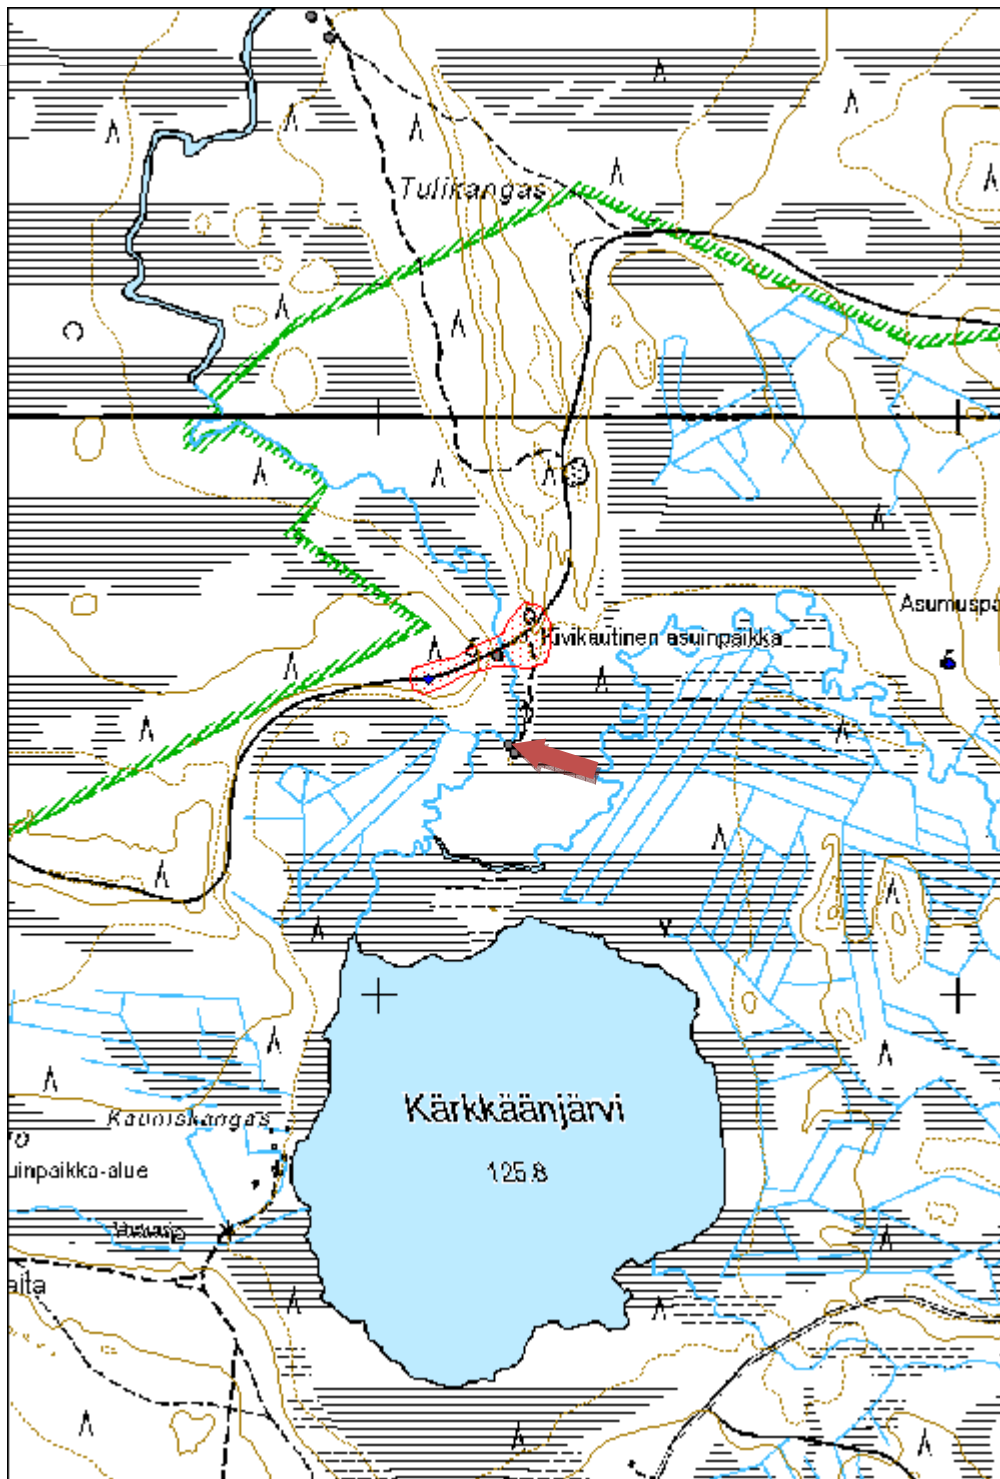 Tulikangas
Asumuspa
Kivikautinen asuinpaikka
Kärkkäänjärvi
125.8
Kauniskangas
uinpaikka-alue
aita